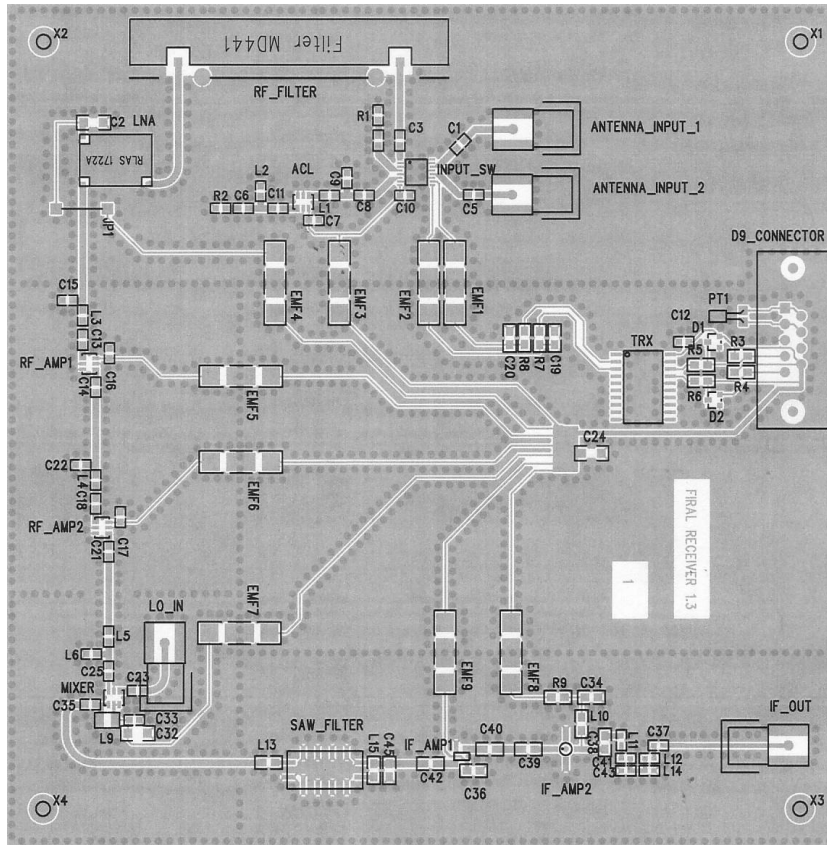 X2
Filter MD441
X1
RF_FILTER
C2
LNA
RLAS 1722A
R1
C3
C1
ANTENNA_INPUT_1
INPUT_SW
ANTENNA_INPUT_2
L2
ACL
C9
R2
C6
C11
L1
C7
C8
C10
C5
JP1
D9_CONNECTOR
EMF4
EMF3
EMF2
EMF1
C15
L3
C13
RF_AMP1
C14
C16
EMF5
C20
R8
R7
C19
TRX
C12
PT1
D1
R5
R3
R4
R6
D2
C24
C22
L4
C18
RF_AMP2
C21
C17
EMF6
FIRAL RECEIVER 1.3
1
EMF7
LO_IN
L5
L6
C25
C23
MIXER
C35
L9
C33
C32
EMF9
EMF8
R9
C34
L10
SAW_FILTER
L13
L15
C45
IF_AMP1
C42
C40
C36
C39
C38
IF_AMP2
L11
C41
C43
C37
L12
L14
IF_OUT
X4
X3